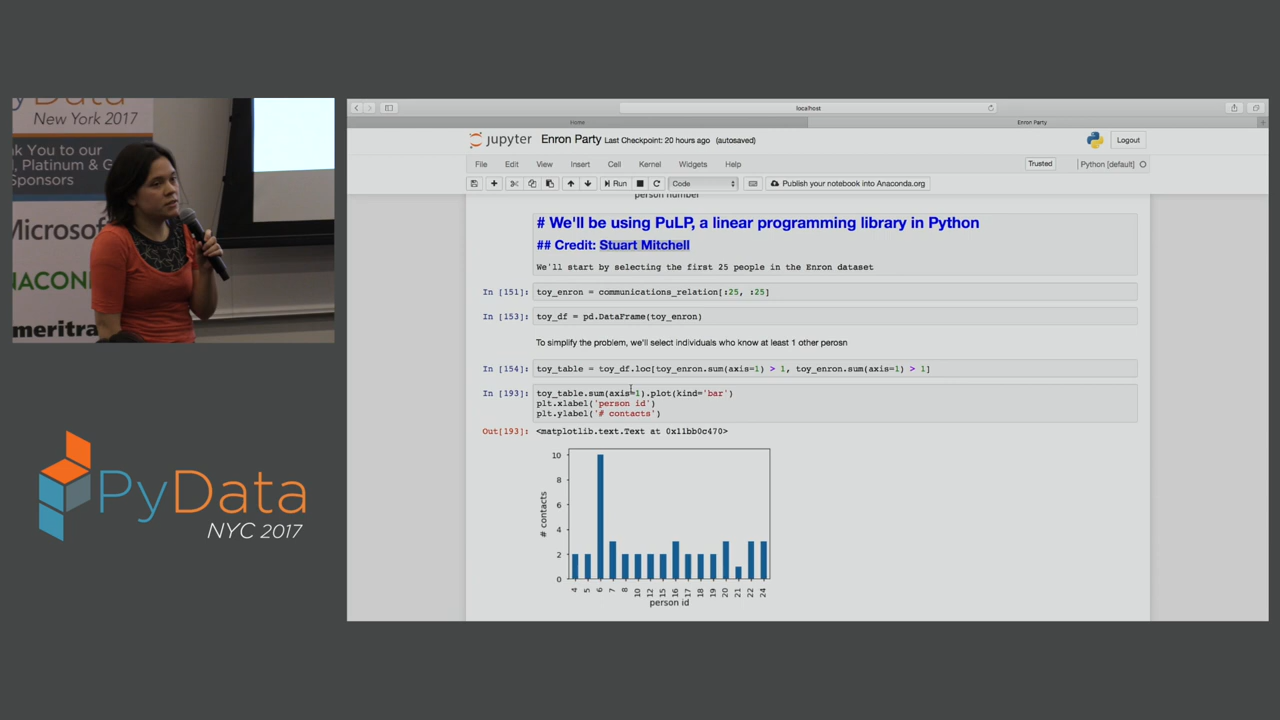 PyData
New York 2017
nk You to our
l, Platinum & G
Sponsors
Microsoft
NACON
meritra
PyData
NYC 2017
localhost
Home
Enron Party
jupyter Enron Party Last Checkpoint: 20 hours ago (autosaved)
Logout
File Edit View Insert Cell Kernel Widgets Help
Trusted
Python [default]
Run
Code
Publish your notebook into Anaconda.org
person number
# We'll be using PuLP, a linear programming library in Python
## Credit: Stuart Mitchell
We'll start by selecting the first 25 people in the Enron dataset
In [151]: toy_enron = communications_relation[:25, :25]
In [153]: toy_df = pd.DataFrame(toy_enron)
To simplify the problem, we'll select individuals who know at least 1 other perosn
In [154]: toy_table = toy_df.loc[toy_enron.sum(axis=1) > 1, toy_enron.sum(axis=1) > 1]
In [193]: toy_table.sum(axis=1).plot(kind='bar')
plt.xlabel('person id')
plt.ylabel('# contacts')
Out[193]: <matplotlib.text.Text at 0x11bb0c470>
# contacts
10
8
6
4
2
0
4 5 6 7 8 10 12 15 16 17 18 19 20 21 22 24
person id